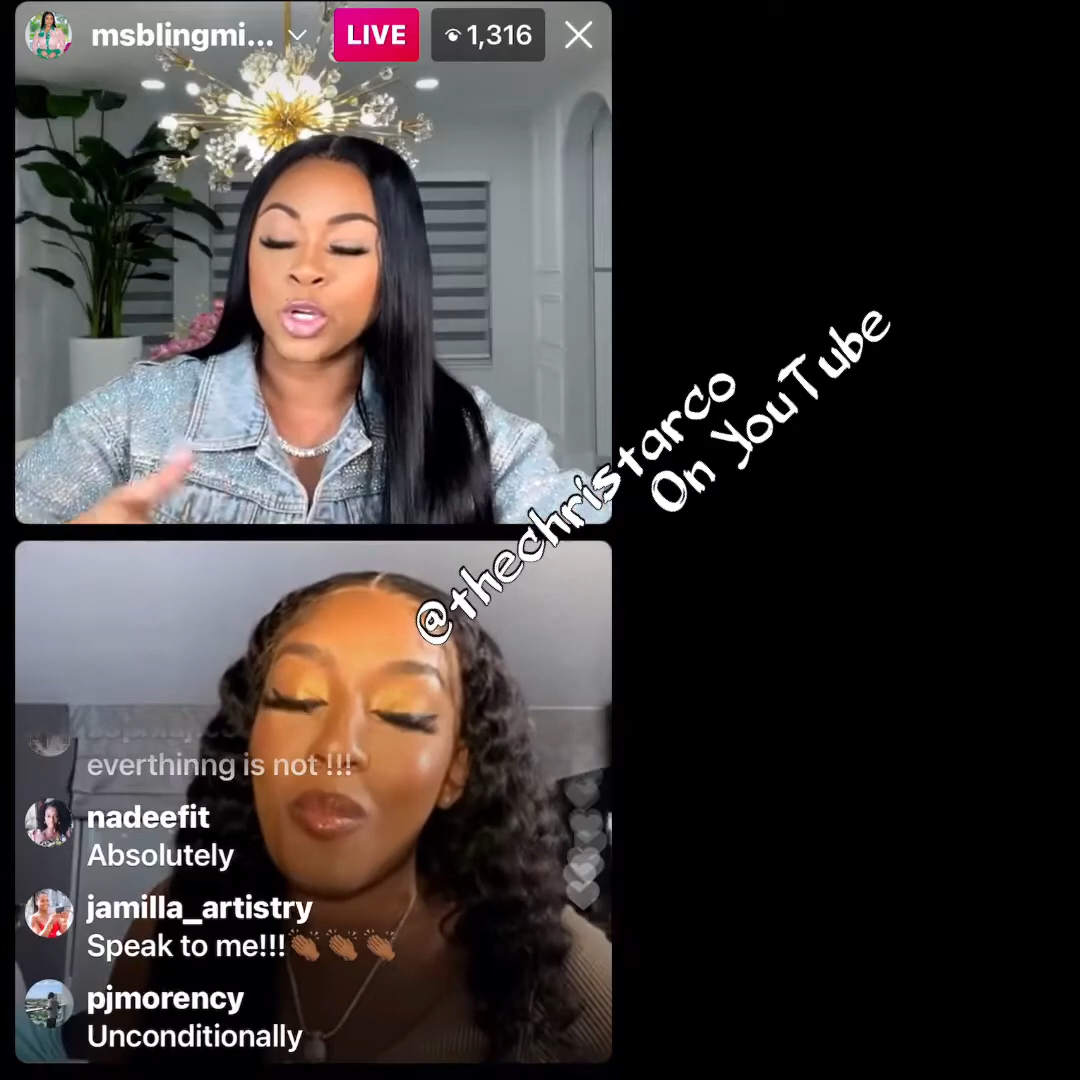 msblingmi...
LIVE
1,316
everthinng is not !!!
nadeefit
Absolutely
jamilla_artistry
Speak to me!!!👏🏽👏🏽👏🏽
pjmorency
Unconditionally
@thechristarco
On YouTube